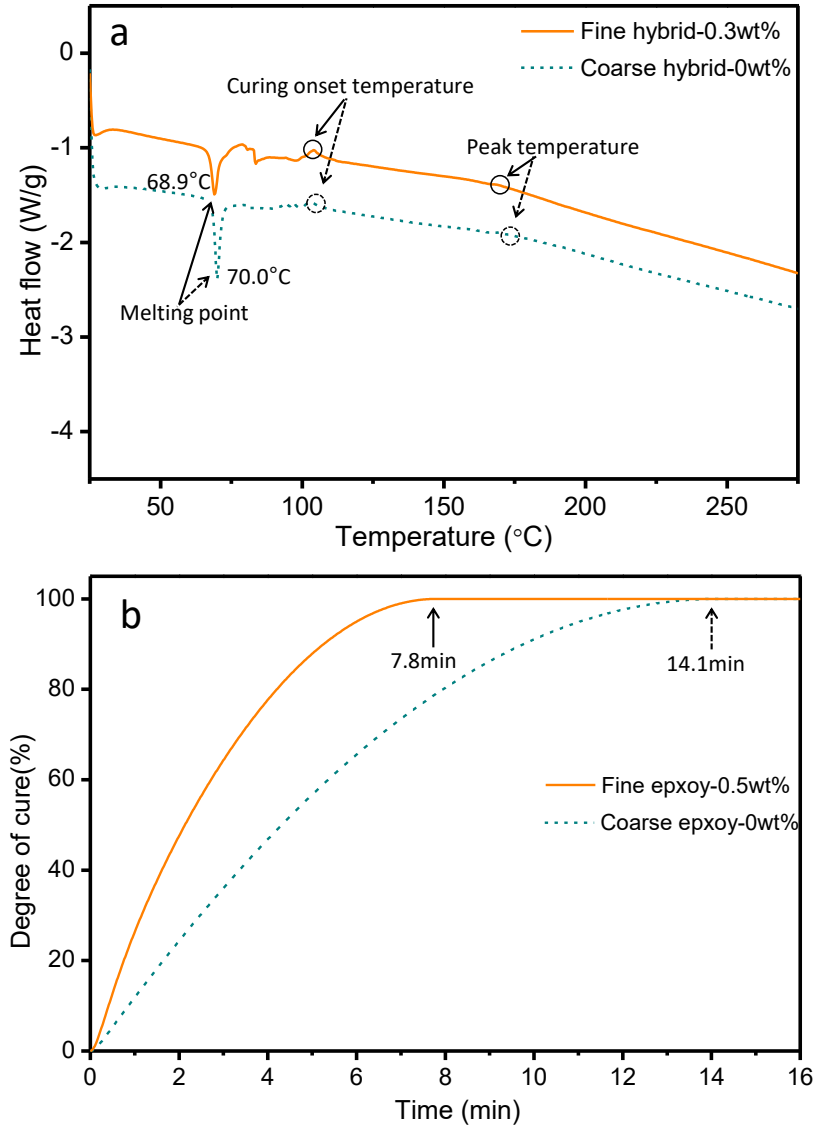 a
Fine hybrid-0.3wt%
Coarse hybrid-0wt%
Curing onset temperature
Peak temperature
68.9°C
70.0°C
Melting point
0
-1
-2
-3
-4
Heat flow (W/g)
50
100
150
200
250
Temperature (°C)
b
7.8min
14.1min
Fine epxoy-0.5wt%
Coarse epxoy-0wt%
100
80
60
40
20
0
Degree of cure(%)
0
2
4
6
8
10
12
14
16
Time (min)